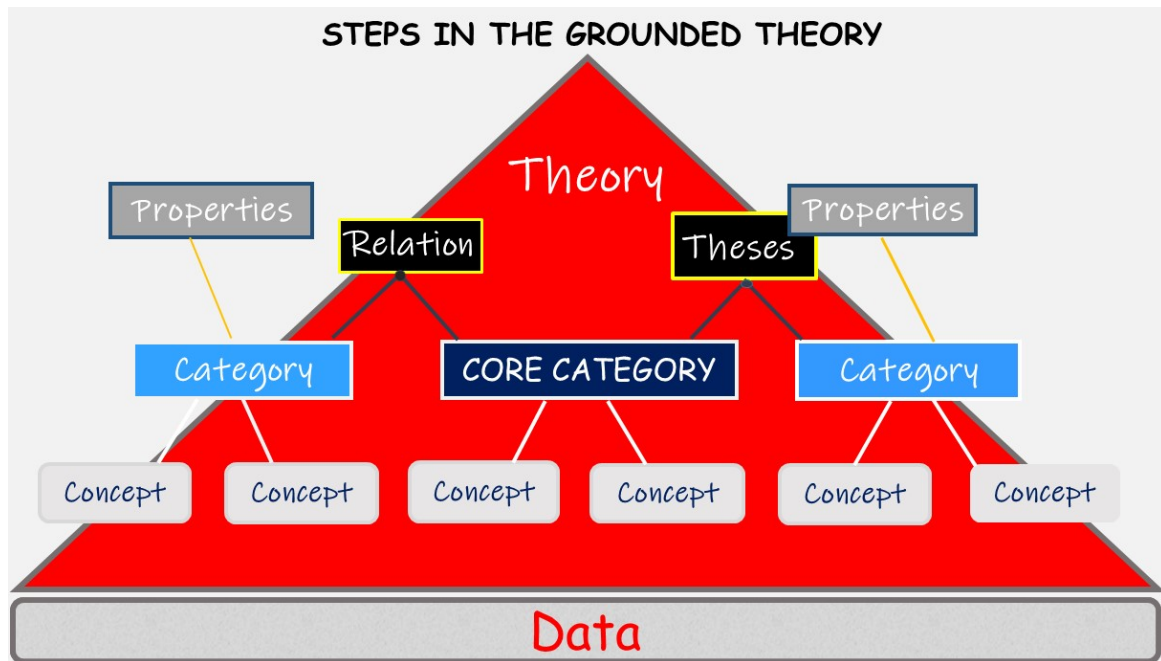 STEPS IN THE GROUNDED THEORY
Theory
Properties
Properties
Relation
Theses
Category
CORE CATEGORY
Category
Concept
Concept
Concept
Concept
Concept
Concept
Data